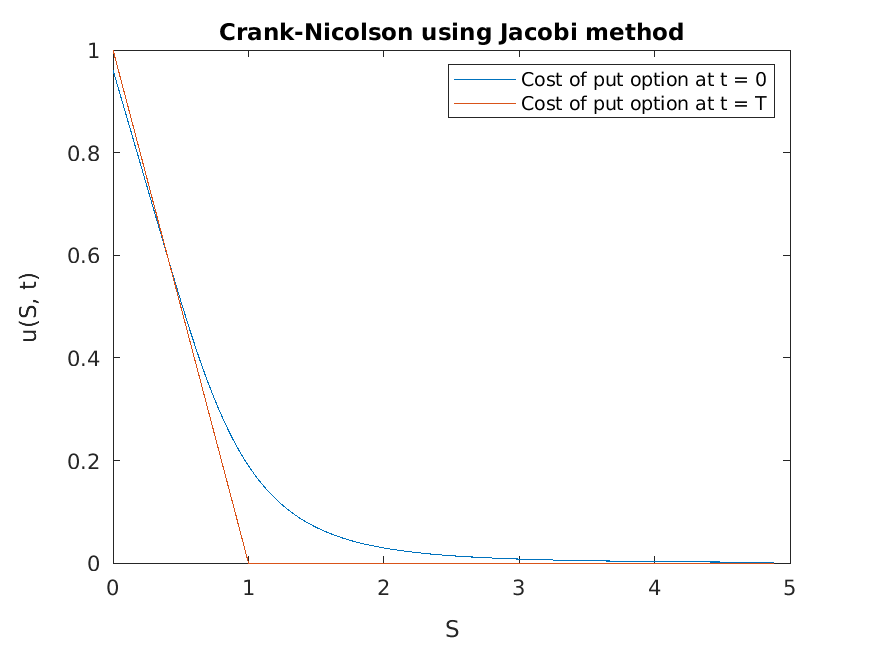 Crank-Nicolson using Jacobi method
Cost of put option at t = 0
Cost of put option at t = T
1
0.8
0.6
0.4
0.2
0
u(S, t)
0 1 2 3 4 5
S